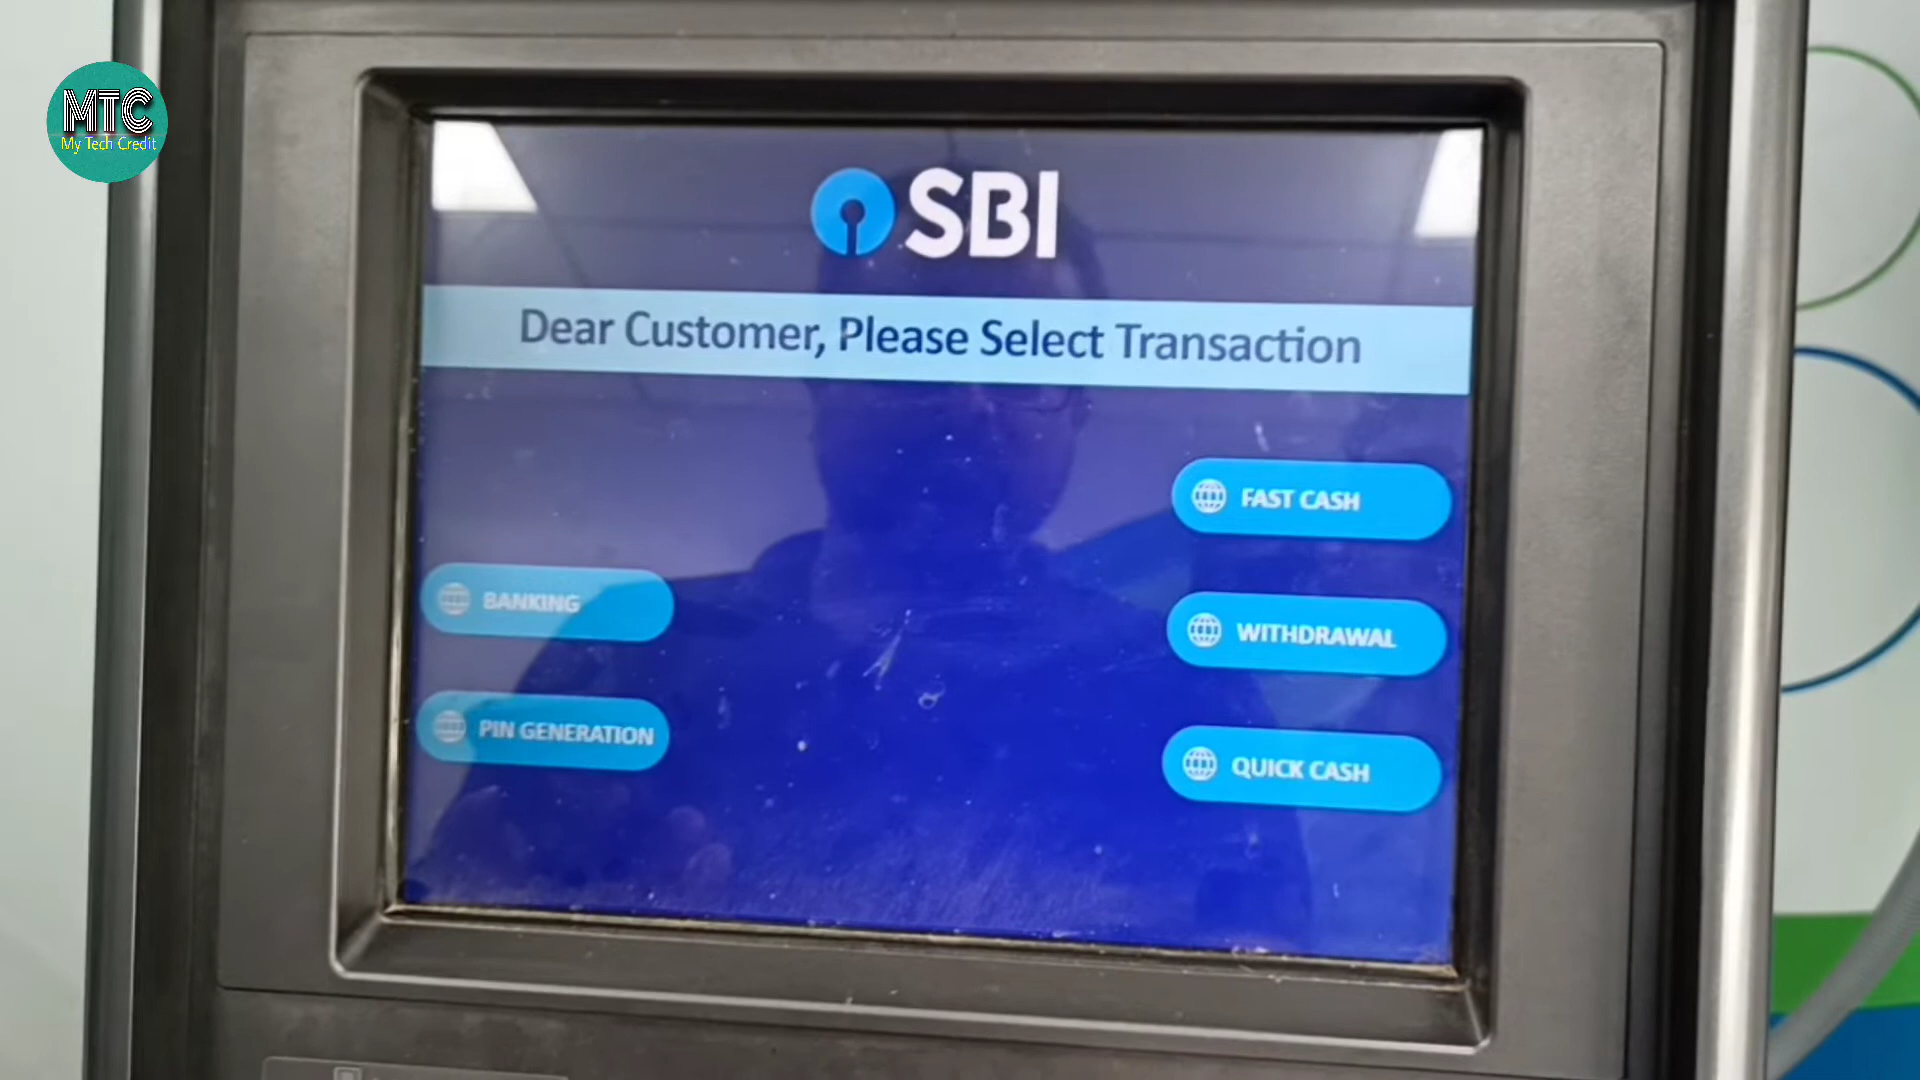 MTC
My Tech Credit
SBI
Dear Customer, Please Select Transaction
FAST CASH
BANKING
WITHDRAWAL
PIN GENERATION
QUICK CASH